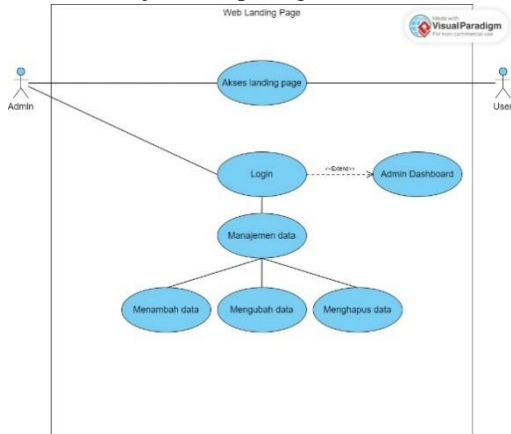 Web Landing Page
Made with
Visual Paradigm
For non-commercial use
Akses landing page
Admin
User
Login
<<Extend>>
Admin Dashboard
Manajemen data
Menambah data
Mengubah data
Menghapus data